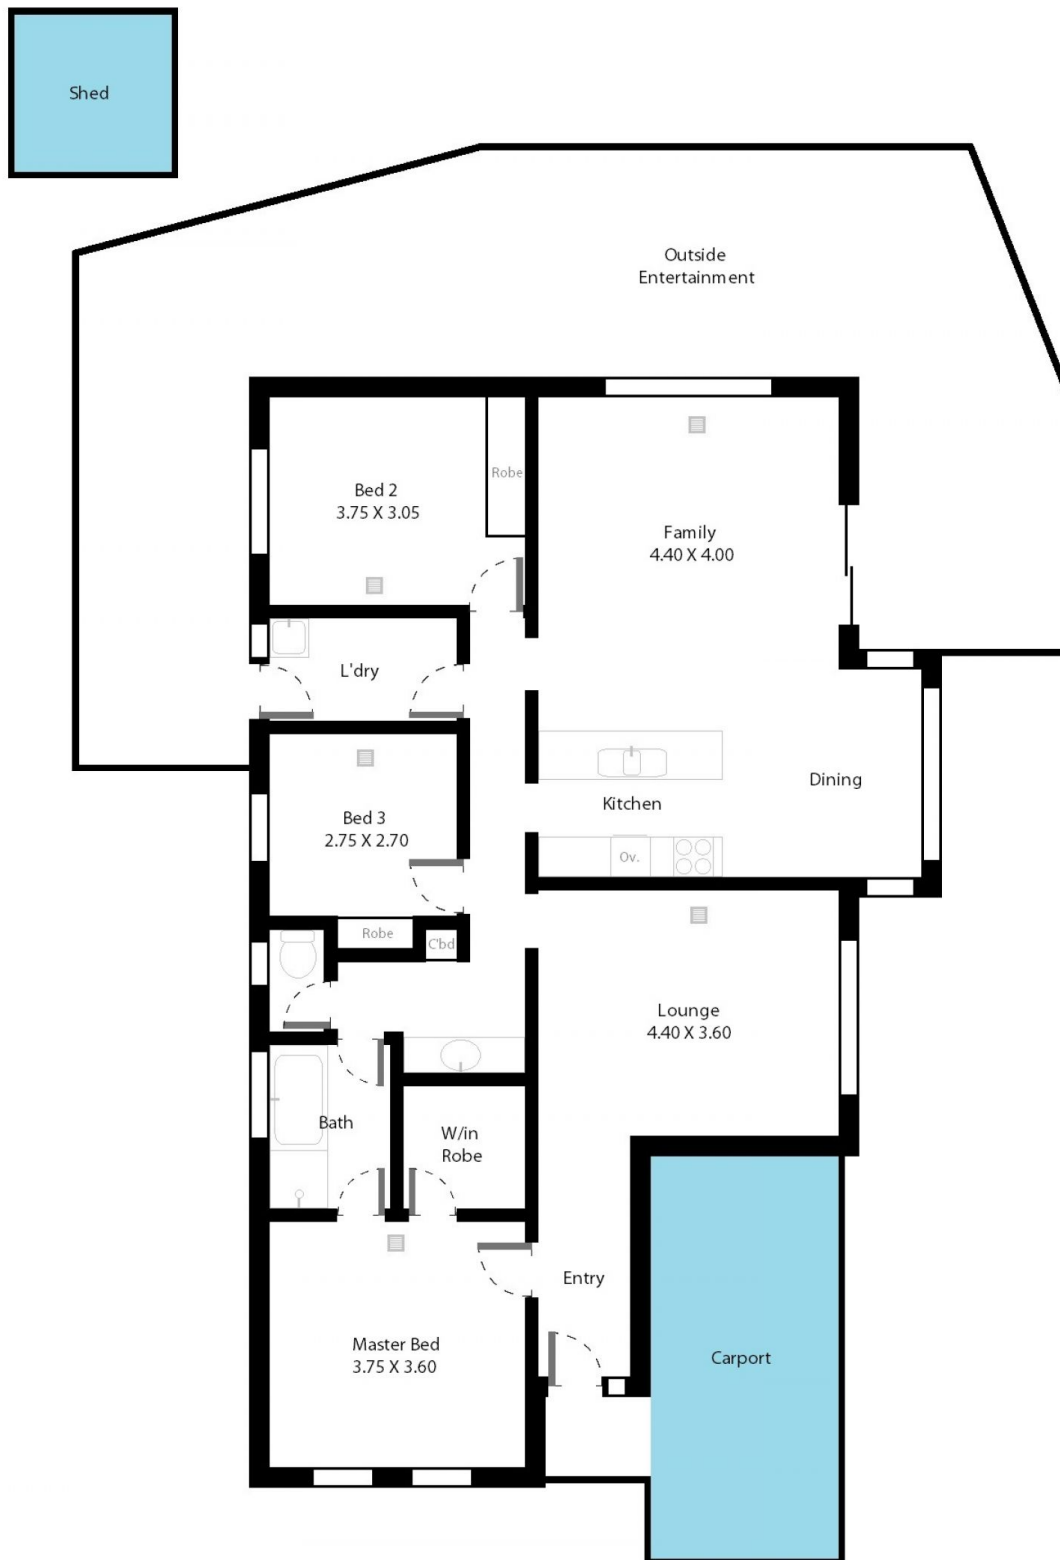 Shed
Outside
Entertainment
Bed 2
3.75 X 3.05
Robe
Family
4.40 X 4.00
L'dry
Bed 3
2.75 X 2.70
Kitchen
Dining
Ov.
Robe
C'bd
Lounge
4.40 X 3.60
Bath
W/in
Robe
Entry
Master Bed
3.75 X 3.60
Carport